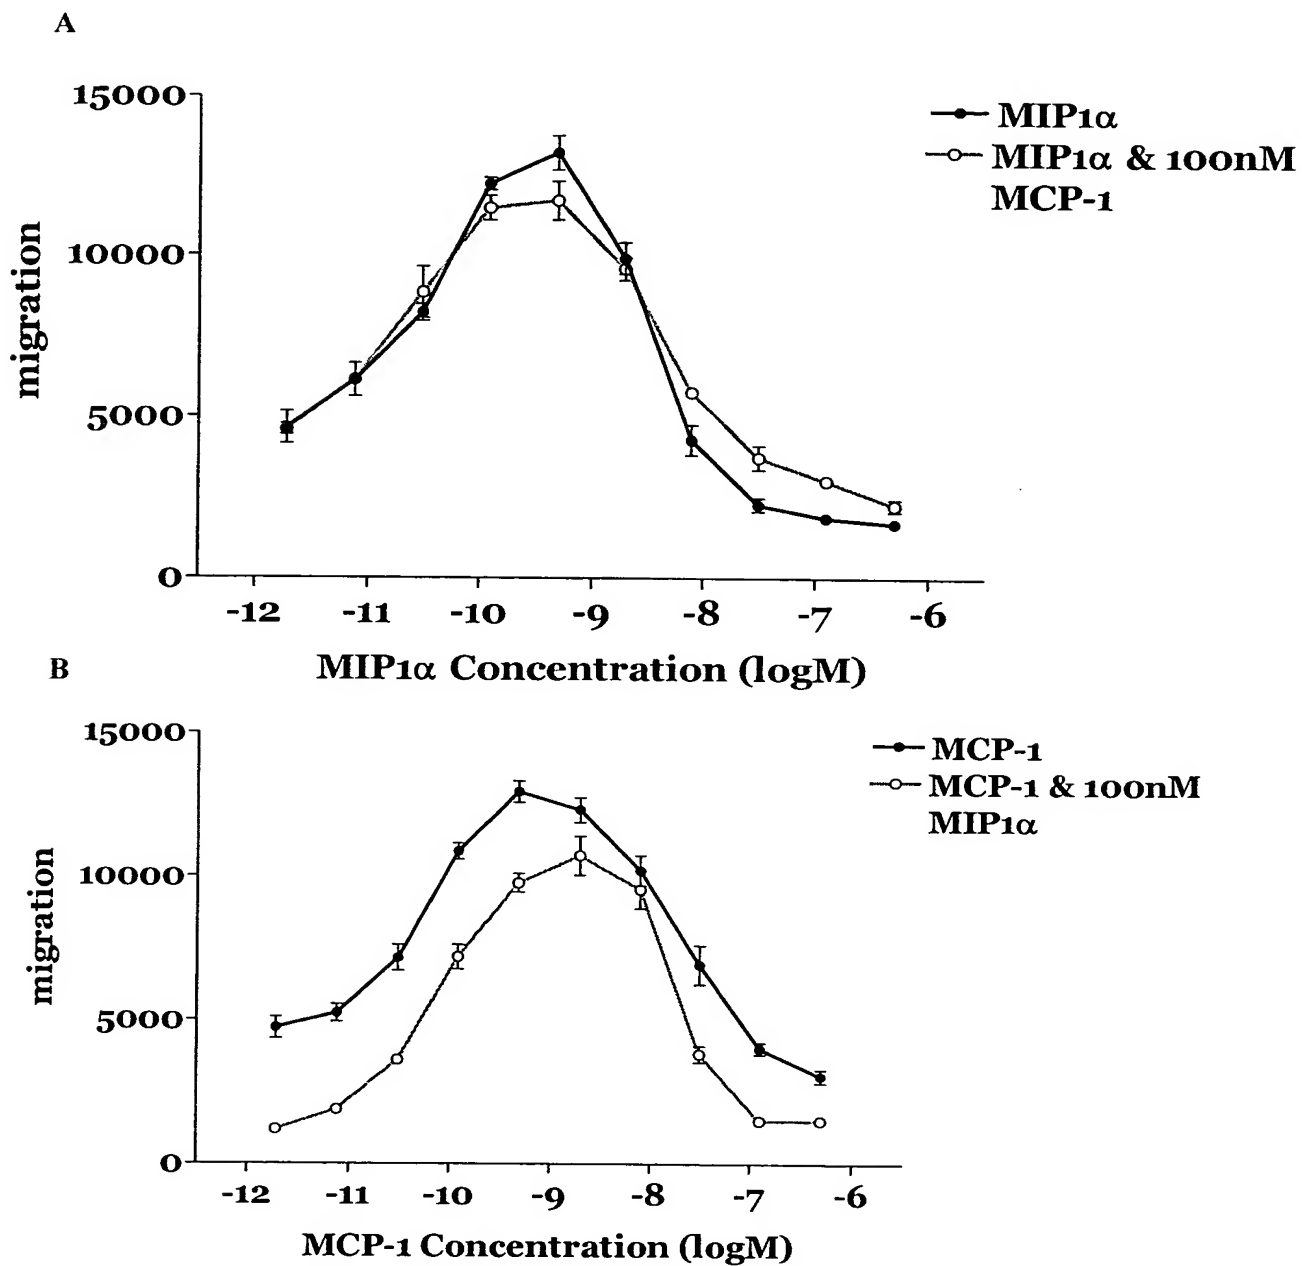 A
15000
10000
5000
0
migration
MIP1α
MIP1α & 100nM
MCP-1
-12 -11 -10 -9 -8 -7 -6
MIP1α Concentration (logM)
B
15000
10000
5000
0
migration
MCP-1
MCP-1 & 100nM
MIP1α
-12 -11 -10 -9 -8 -7 -6
MCP-1 Concentration (logM)